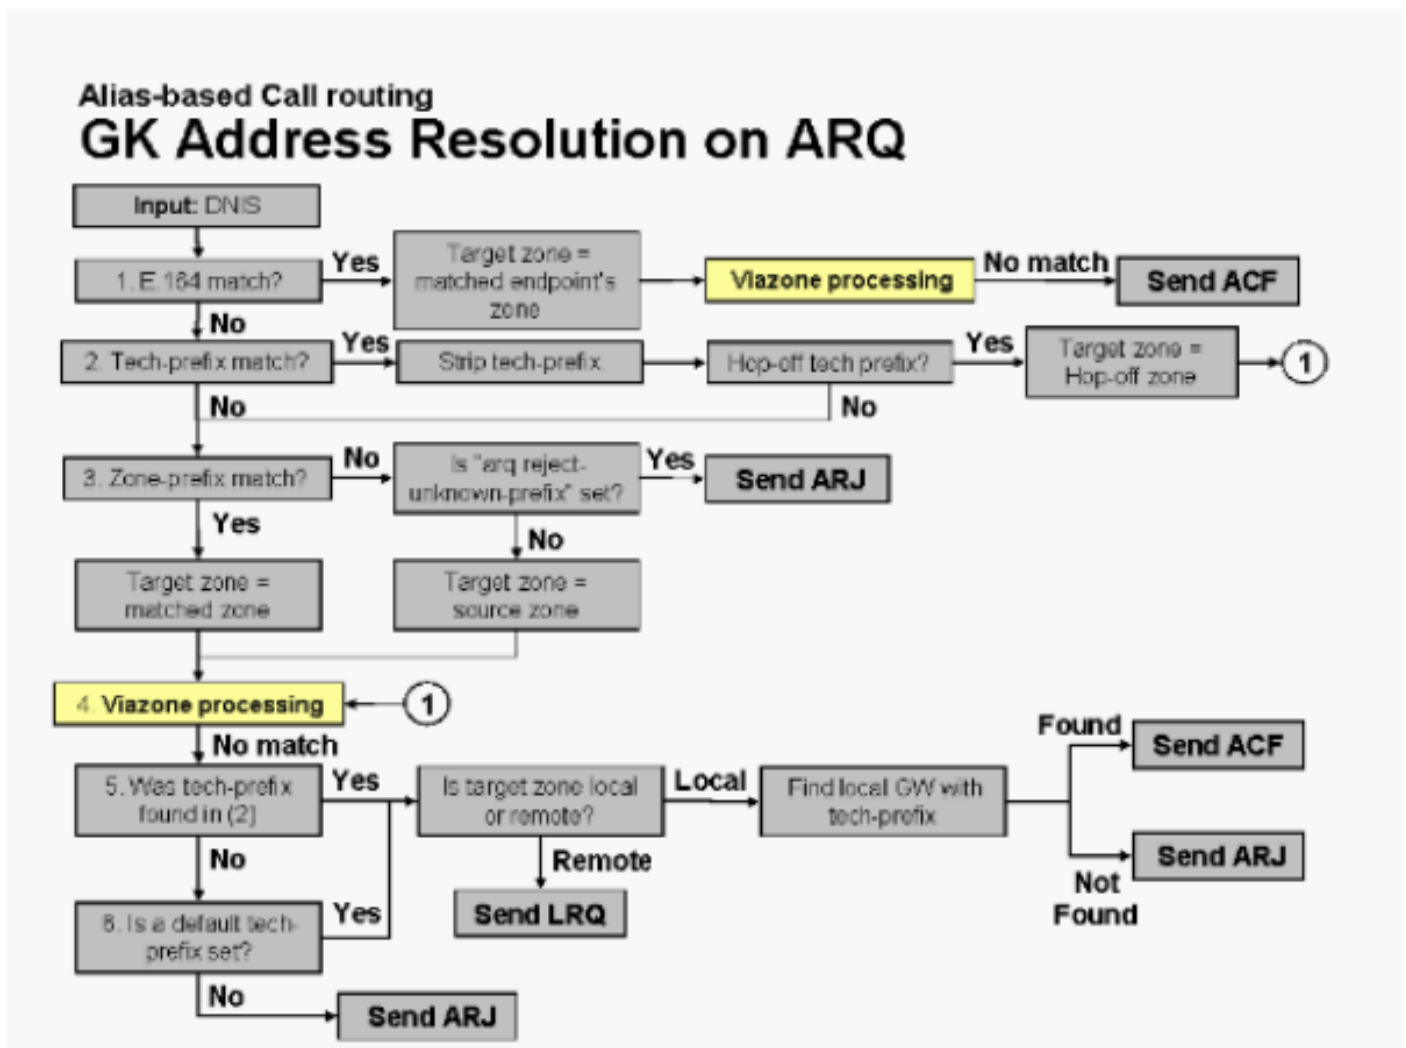 Alias-based Call routing
GK Address Resolution on ARQ
Input: DNIS
1. E.164 match?
Yes
Target zone =
matched endpoint's
zone
Viazone processing
No match
Send ACF
No
2. Tech-prefix match?
Yes
Strip tech-prefix
Hop-off tech prefix?
Yes
Target zone =
Hop-off zone
1
No
No
3. Zone-prefix match?
No
Is "arq reject-
unknown-prefix" set?
Yes
Send ARJ
Yes
No
Target zone =
matched zone
Target zone =
source zone
4. Viazone processing
1
No match
5. Was tech-prefix
found in (2)
Yes
Is target zone local
or remote?
Local
Find local GW with
tech-prefix
Found
Send ACF
Send ARJ
Not
Found
No
Remote
Send LRQ
6. Is a default tech-
prefix set?
Yes
No
Send ARJ